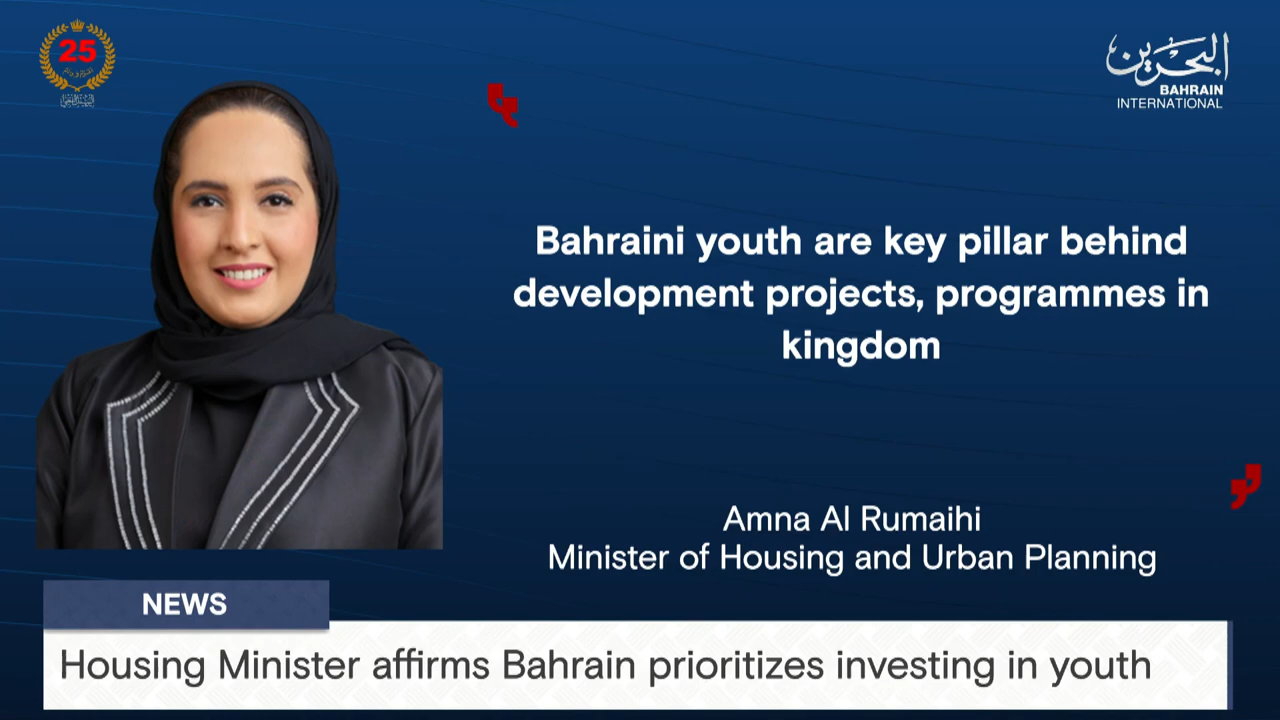 25
البحرين
BAHRAIN
INTERNATIONAL
Bahraini youth are key pillar behind
development projects, programmes in
kingdom
Amna Al Rumaihi
Minister of Housing and Urban Planning
NEWS
Housing Minister affirms Bahrain prioritizes investing in youth